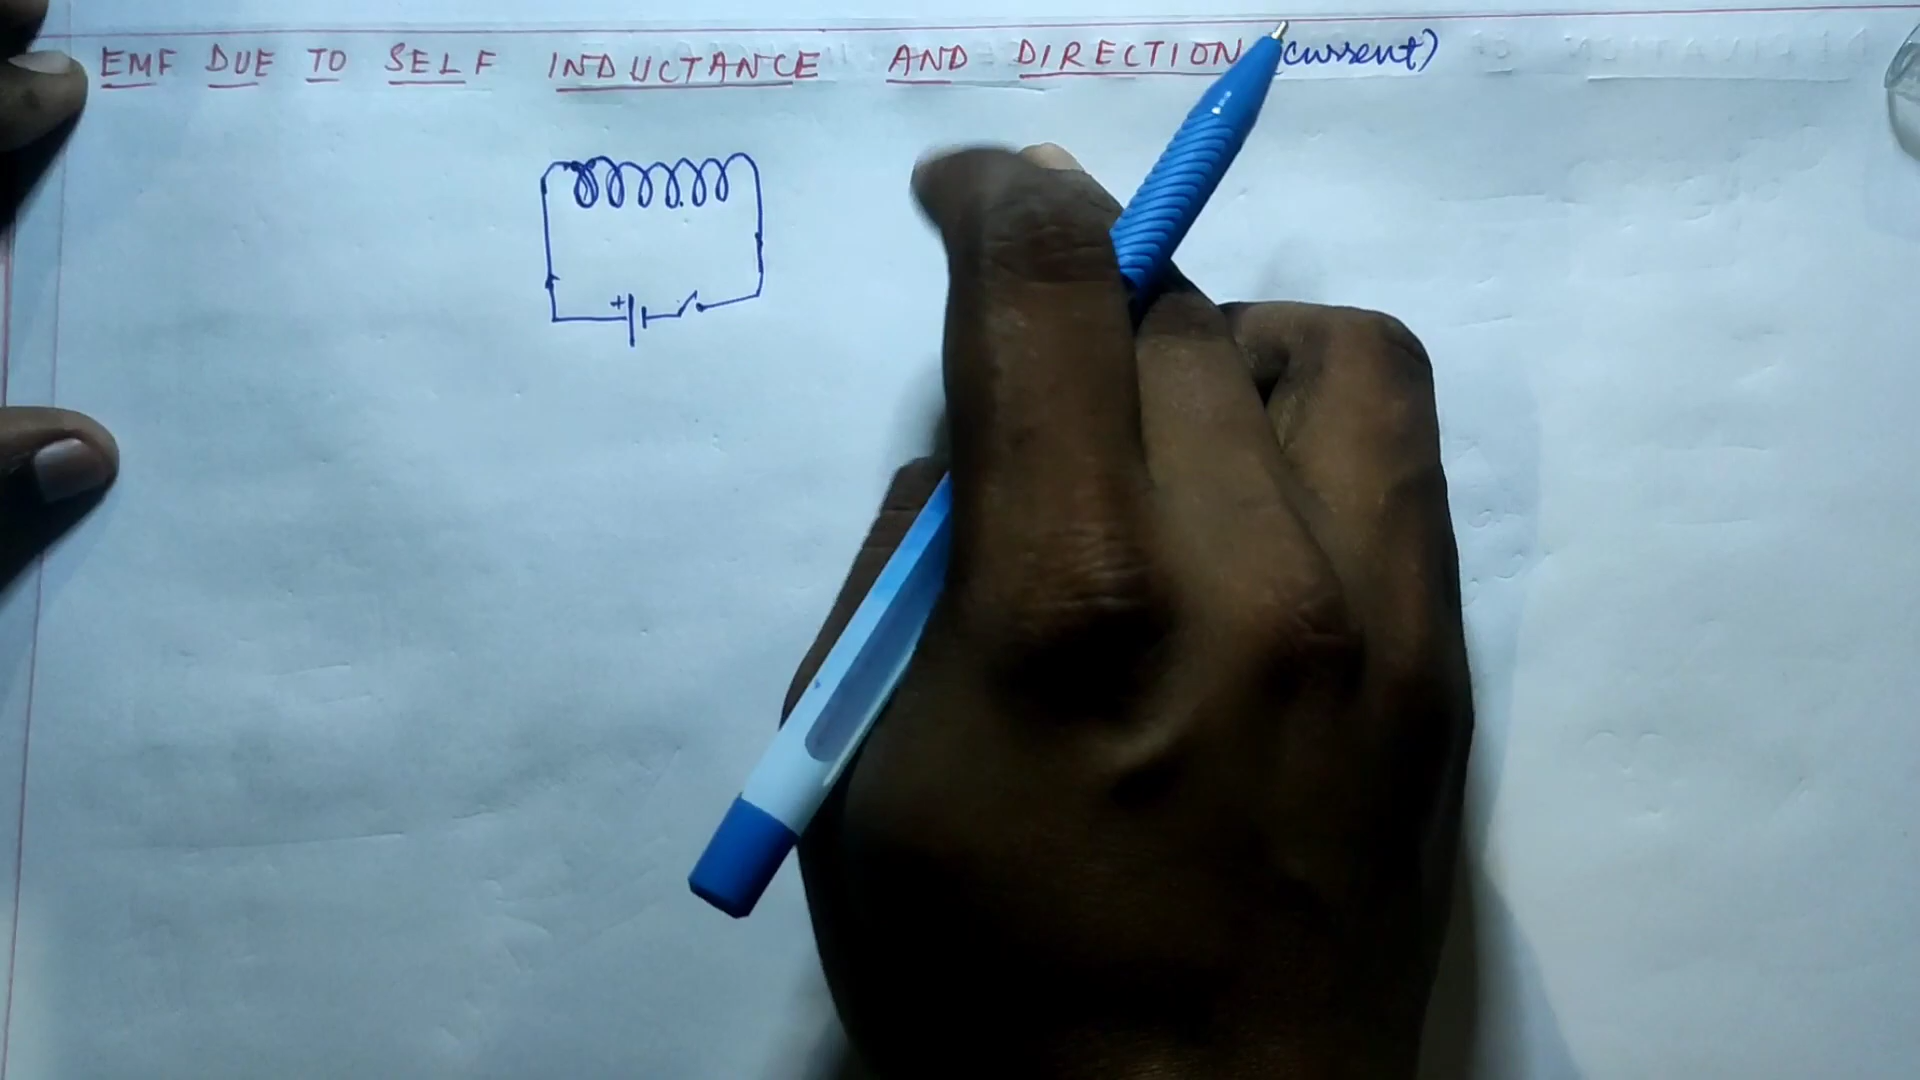 EMF DUE TO SELF INDUCTANCE AND DIRECTION (current)
+